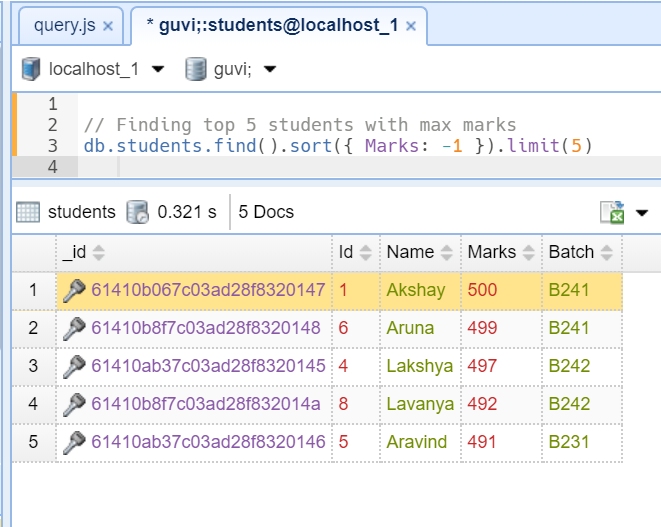 query.js ×
* guvi;:students@localhost_1 ×
localhost_1 guvi;
1
2 // Finding top 5 students with max marks
3 db.students.find().sort({ Marks: -1 }).limit(5)
4
students 0.321 s 5 Docs
_id Id Name Marks Batch
1 61410b067c03ad28f8320147 1 Akshay 500 B241
2 61410b8f7c03ad28f8320148 6 Aruna 499 B241
3 61410ab37c03ad28f8320145 4 Lakshya 497 B242
4 61410b8f7c03ad28f832014a 8 Lavanya 492 B242
5 61410ab37c03ad28f8320146 5 Aravind 491 B231